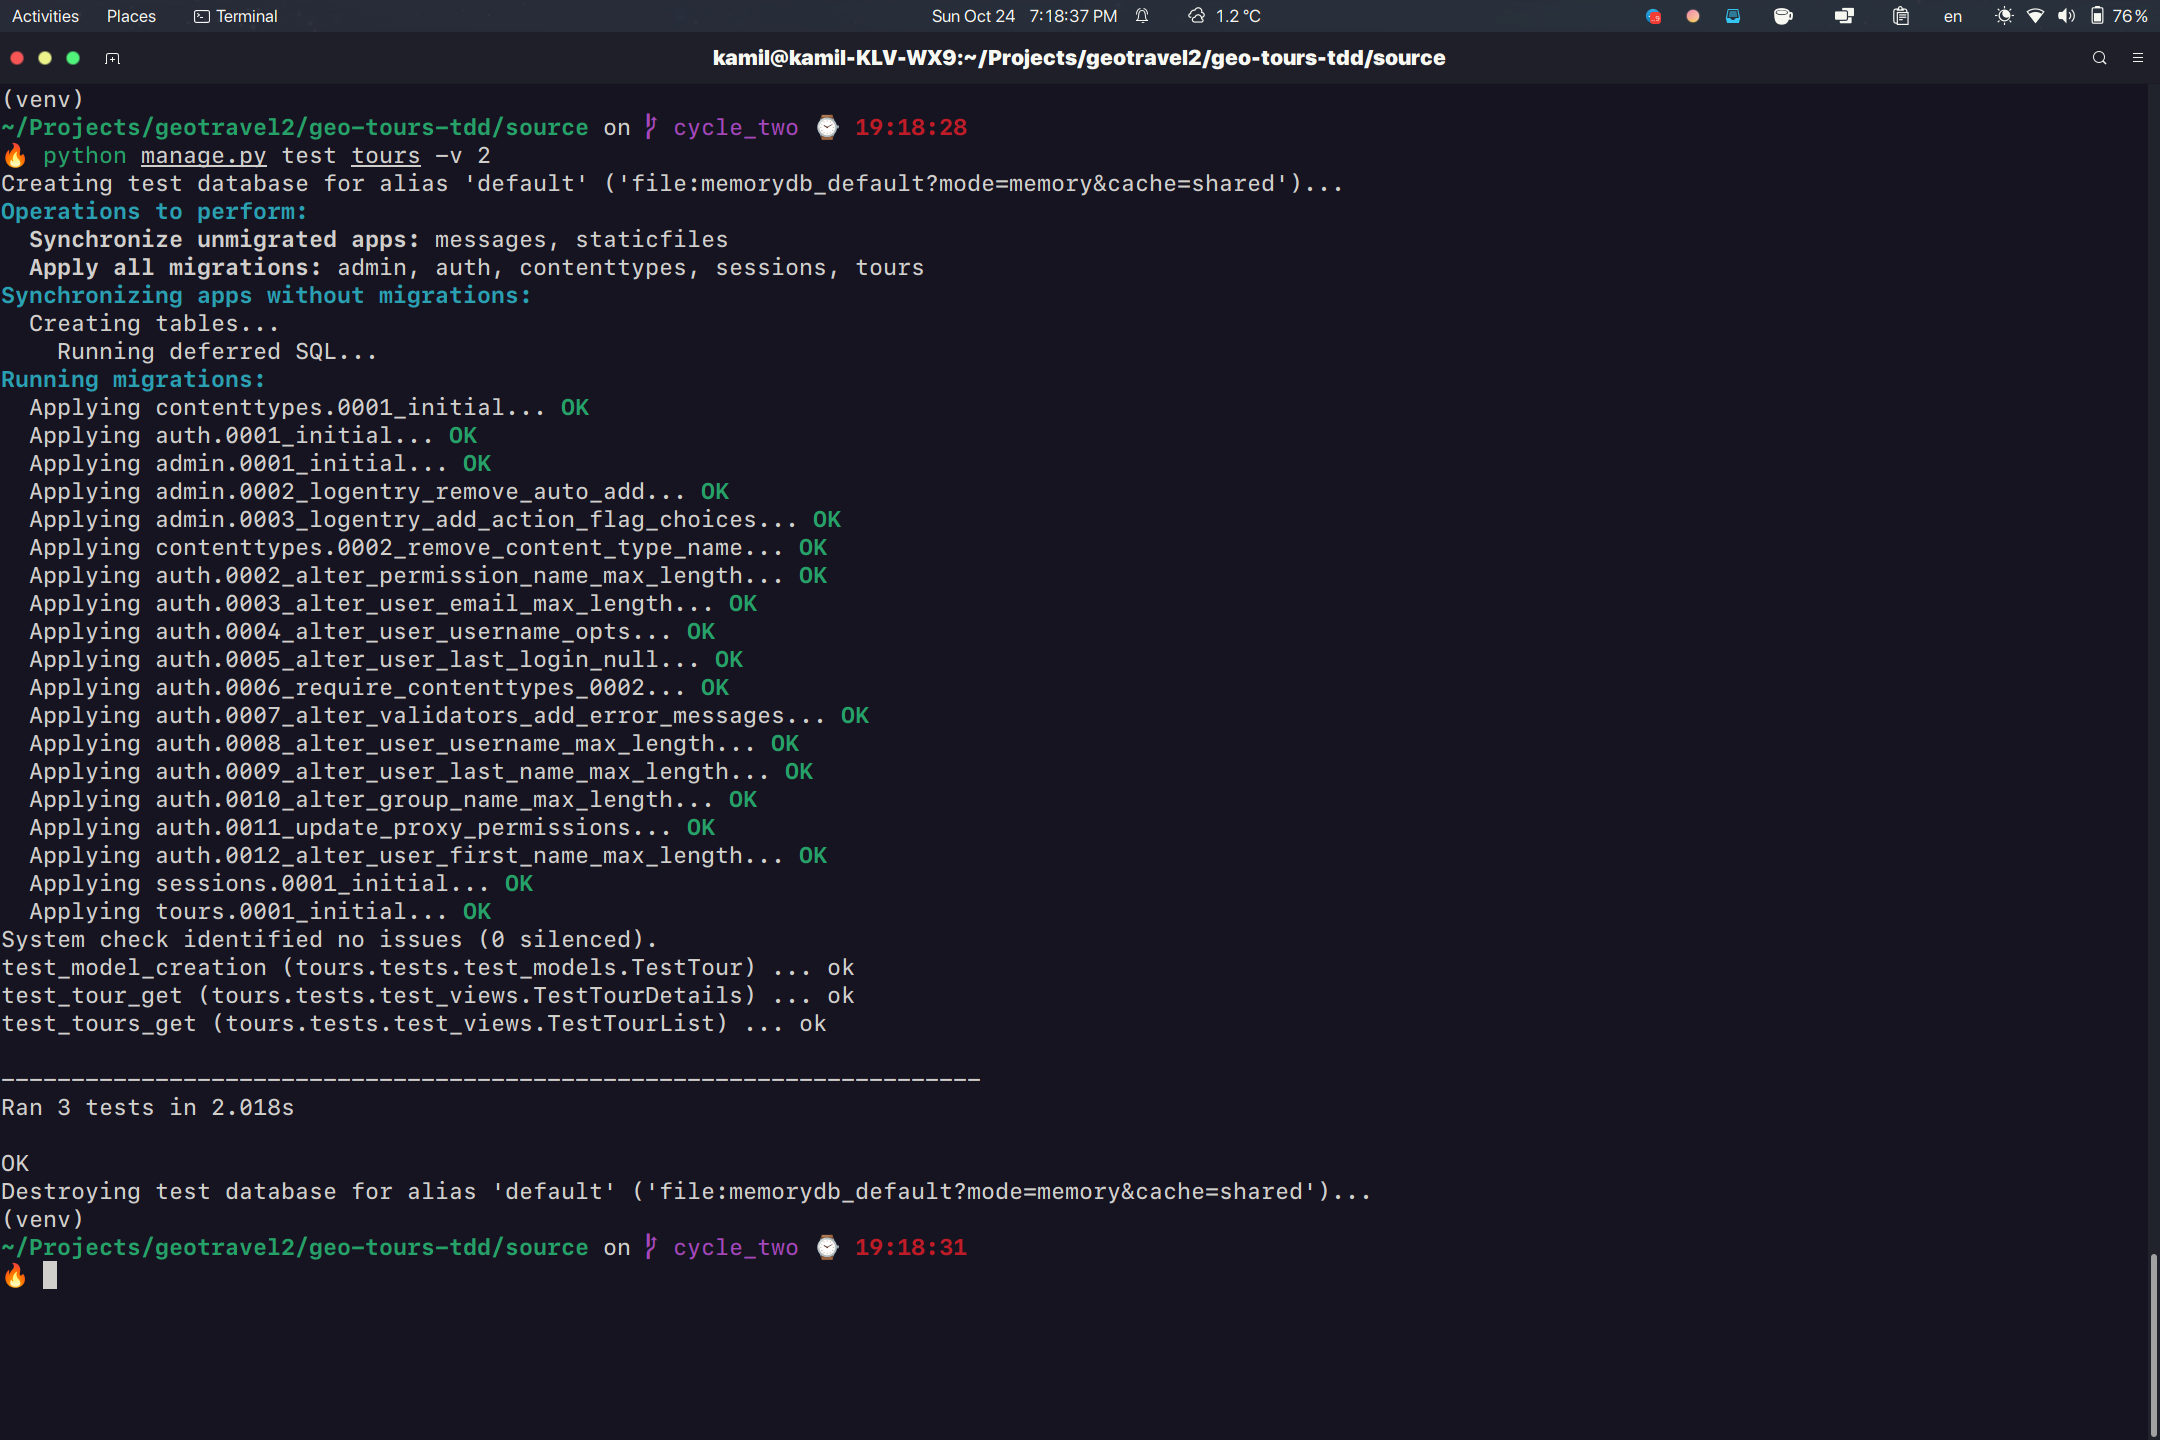 Activities Places Terminal Sun Oct 24 7:18:37 PM 1.2 °C en 76%
kamil@kamil-KLV-WX9:~/Projects/geotravel2/geo-tours-tdd/source
(venv)
~/Projects/geotravel2/geo-tours-tdd/source on cycle_two ⌚ 19:18:28
🔥 python manage.py test tours -v 2
Creating test database for alias 'default' ('file:memorydb_default?mode=memory&cache=shared')...
Operations to perform:
  Synchronize unmigrated apps: messages, staticfiles
  Apply all migrations: admin, auth, contenttypes, sessions, tours
Synchronizing apps without migrations:
  Creating tables...
    Running deferred SQL...
Running migrations:
  Applying contenttypes.0001_initial... OK
  Applying auth.0001_initial... OK
  Applying admin.0001_initial... OK
  Applying admin.0002_logentry_remove_auto_add... OK
  Applying admin.0003_logentry_add_action_flag_choices... OK
  Applying contenttypes.0002_remove_content_type_name... OK
  Applying auth.0002_alter_permission_name_max_length... OK
  Applying auth.0003_alter_user_email_max_length... OK
  Applying auth.0004_alter_user_username_opts... OK
  Applying auth.0005_alter_user_last_login_null... OK
  Applying auth.0006_require_contenttypes_0002... OK
  Applying auth.0007_alter_validators_add_error_messages... OK
  Applying auth.0008_alter_user_username_max_length... OK
  Applying auth.0009_alter_user_last_name_max_length... OK
  Applying auth.0010_alter_group_name_max_length... OK
  Applying auth.0011_update_proxy_permissions... OK
  Applying auth.0012_alter_user_first_name_max_length... OK
  Applying sessions.0001_initial... OK
  Applying tours.0001_initial... OK
System check identified no issues (0 silenced).
test_model_creation (tours.tests.test_models.TestTour) ... ok
test_tour_get (tours.tests.test_views.TestTourDetails) ... ok
test_tours_get (tours.tests.test_views.TestTourList) ... ok
----------------------------------------------------------------------
Ran 3 tests in 2.018s
OK
Destroying test database for alias 'default' ('file:memorydb_default?mode=memory&cache=shared')...
(venv)
~/Projects/geotravel2/geo-tours-tdd/source on cycle_two ⌚ 19:18:31
🔥